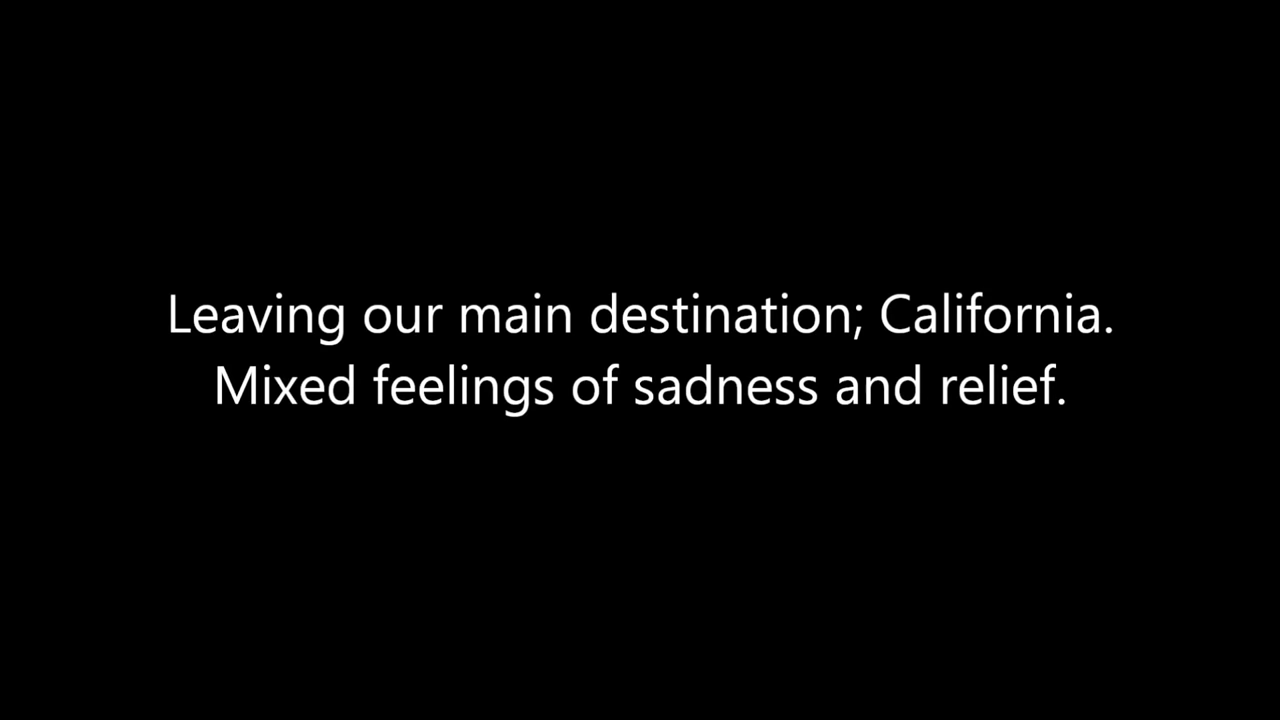 Leaving our main destination; California.
Mixed feelings of sadness and relief.